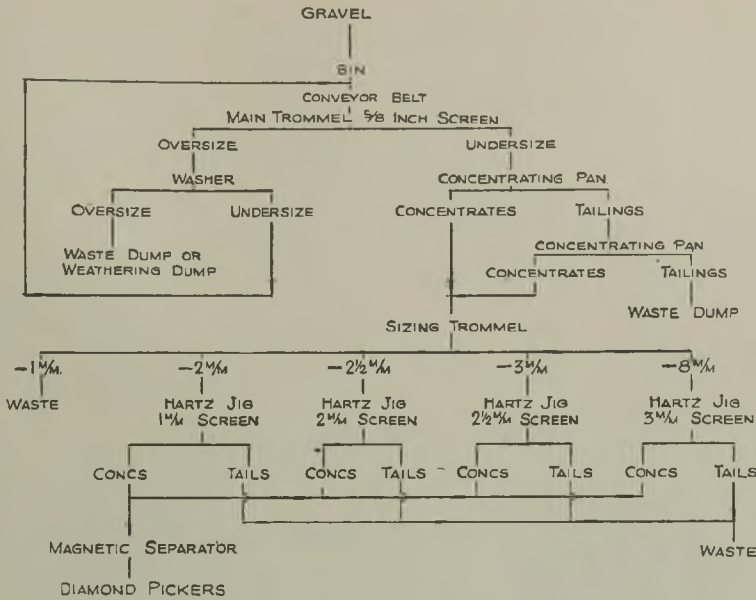 GRAVEL
BIN
CONVEYOR BELT
MAIN TROMMEL 5/8 INCH SCREEN
OVERSIZE UNDERSIZE
WASHER CONCENTRATING PAN
OVERSIZE UNDERSIZE CONCENTRATES TAILINGS
WASTE DUMP OR
WEATHERING DUMP
CONCENTRATING PAN
CONCENTRATES TAILINGS
WASTE DUMP
SIZING TROMMEL
-1 M/M. -2 M/M -2½ M/M -3 M/M -8 M/M
WASTE HARTZ JIG HARTZ JIG HARTZ JIG HARTZ JIG
1 M/M SCREEN 2 M/M SCREEN 2½ M/M SCREEN 3 M/M SCREEN
CONCS TAILS CONCS TAILS CONCS TAILS CONCS TAILS
MAGNETIC SEPARATOR WASTE
DIAMOND PICKERS